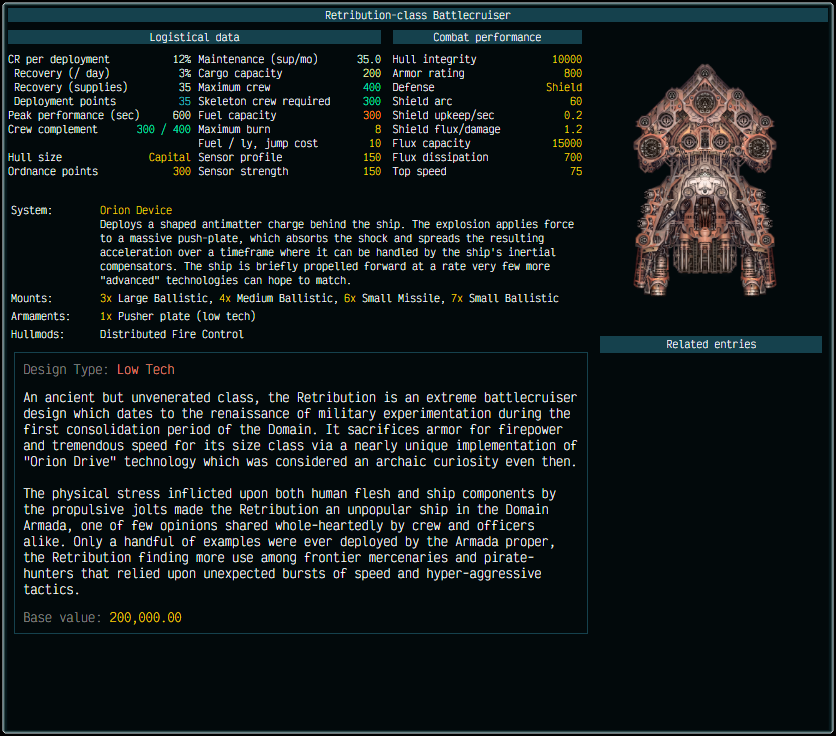 Retribution-class Battlecruiser
Logistical data
CR per deployment 12% Maintenance (sup/mo) 35.0
Recovery (/ day) 3% Cargo capacity 200
Recovery (supplies) 35 Maximum crew 400
Deployment points 35 Skeleton crew required 300
Peak performance (sec) 600 Fuel capacity 300
Crew complement 300 / 400 Maximum burn 8
Fuel / ly, jump cost 10
Hull size Capital Sensor profile 150
Ordnance points 300 Sensor strength 150
Combat performance
Hull integrity 10000
Armor rating 800
Defense Shield
Shield arc 60
Shield upkeep/sec 0.2
Shield flux/damage 1.2
Flux capacity 15000
Flux dissipation 700
Top speed 75
System: Orion Device
Deploys a shaped antimatter charge behind the ship. The explosion applies force
to a massive push-plate, which absorbs the shock and spreads the resulting
acceleration over a timeframe where it can be handled by the ship's inertial
compensators. The ship is briefly propelled forward at a rate very few more
"advanced" technologies can hope to match.
Mounts: 3x Large Ballistic, 4x Medium Ballistic, 6x Small Missile, 7x Small Ballistic
Armaments: 1x Pusher plate (low tech)
Hullmods: Distributed Fire Control
Related entries
Design Type: Low Tech
An ancient but unvenerated class, the Retribution is an extreme battlecruiser
design which dates to the renaissance of military experimentation during the
first consolidation period of the Domain. It sacrifices armor for firepower
and tremendous speed for its size class via a nearly unique implementation of
"Orion Drive" technology which was considered an archaic curiosity even then.
The physical stress inflicted upon both human flesh and ship components by
the propulsive jolts made the Retribution an unpopular ship in the Domain
Armada, one of few opinions shared whole-heartedly by crew and officers
alike. Only a handful of examples were ever deployed by the Armada proper,
the Retribution finding more use among frontier mercenaries and pirate-
hunters that relied upon unexpected bursts of speed and hyper-aggressive
tactics.
Base value: 200,000.00